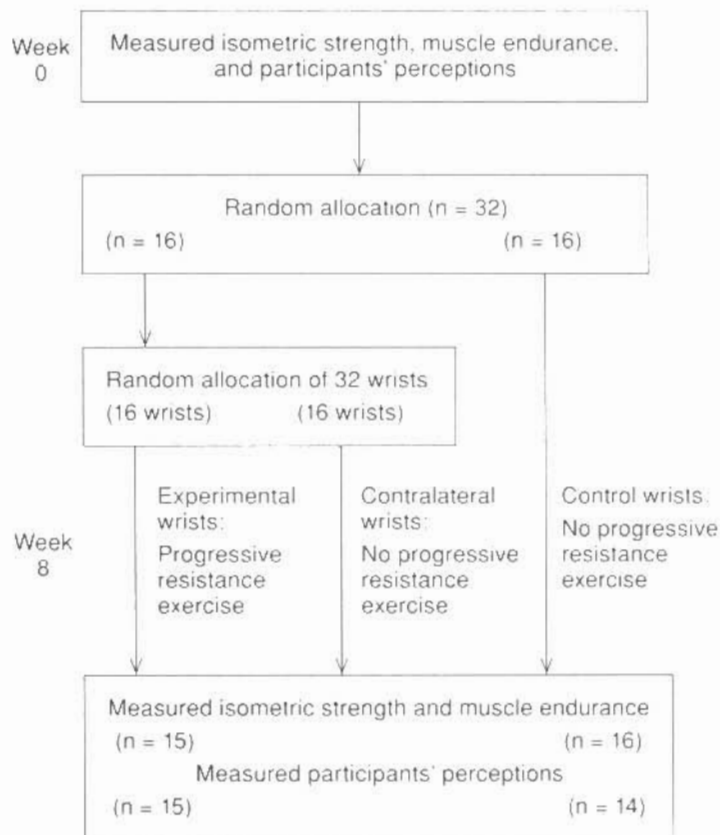 Week
0
Measured isometric strength, muscle endurance,
and participants' perceptions
Random allocation (n = 32)
(n = 16)
(n = 16)
Random allocation of 32 wrists
(16 wrists)
(16 wrists)
Week
8
Experimental
wrists:
Progressive
resistance
exercise
Contralateral
wrists:
No progressive
resistance
exercise
Control wrists:
No progressive
resistance
exercise
Measured isometric strength and muscle endurance
(n = 15)
(n = 16)
Measured participants' perceptions
(n = 15)
(n = 14)